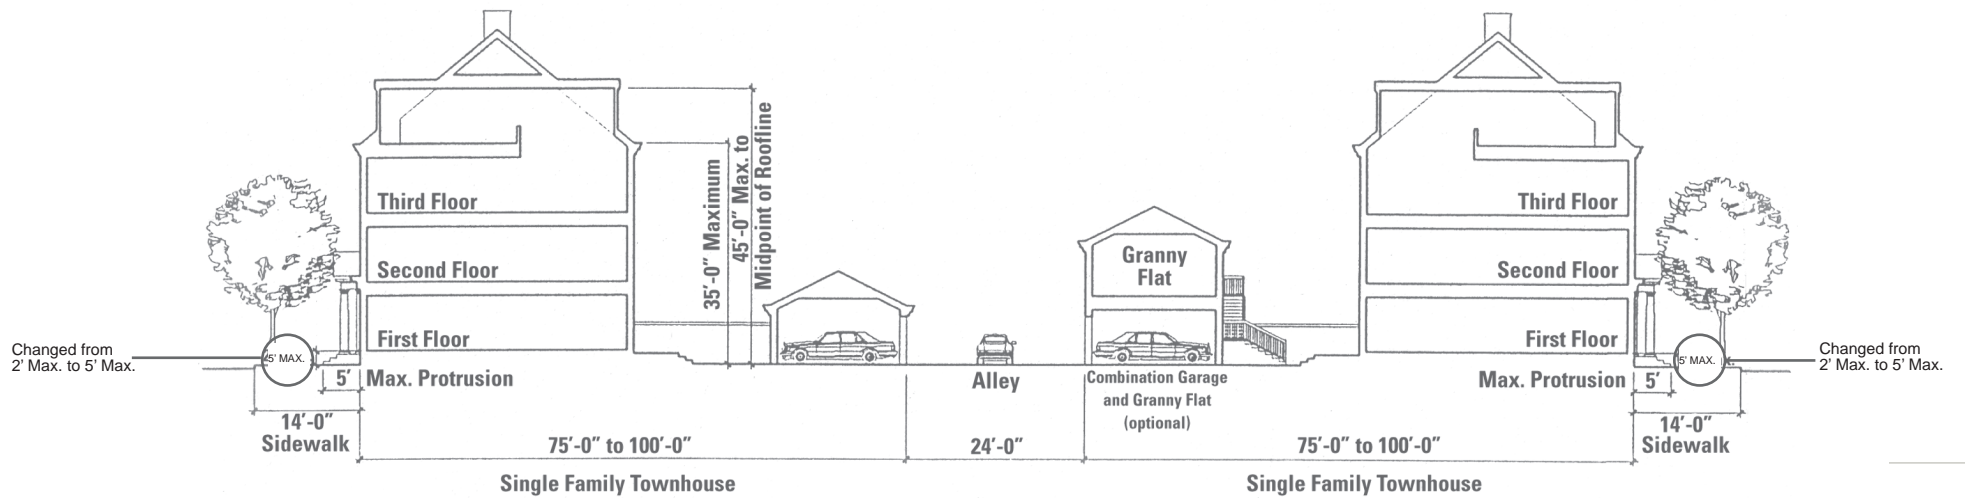 Third Floor
Second Floor
First Floor
Changed from
2' Max. to 5' Max.
5' MAX.
5'
Max. Protrusion
14'-0"
Sidewalk
75'-0" to 100'-0"
Single Family Townhouse
35'-0" Maximum
45'-0" Max. to
Midpoint of Roofline
Alley
24'-0"
Granny
Flat
Combination Garage
and Granny Flat
(optional)
Third Floor
Second Floor
First Floor
Max. Protrusion
5'
5' MAX.
Changed from
2' Max. to 5' Max.
14'-0"
Sidewalk
75'-0" to 100'-0"
Single Family Townhouse